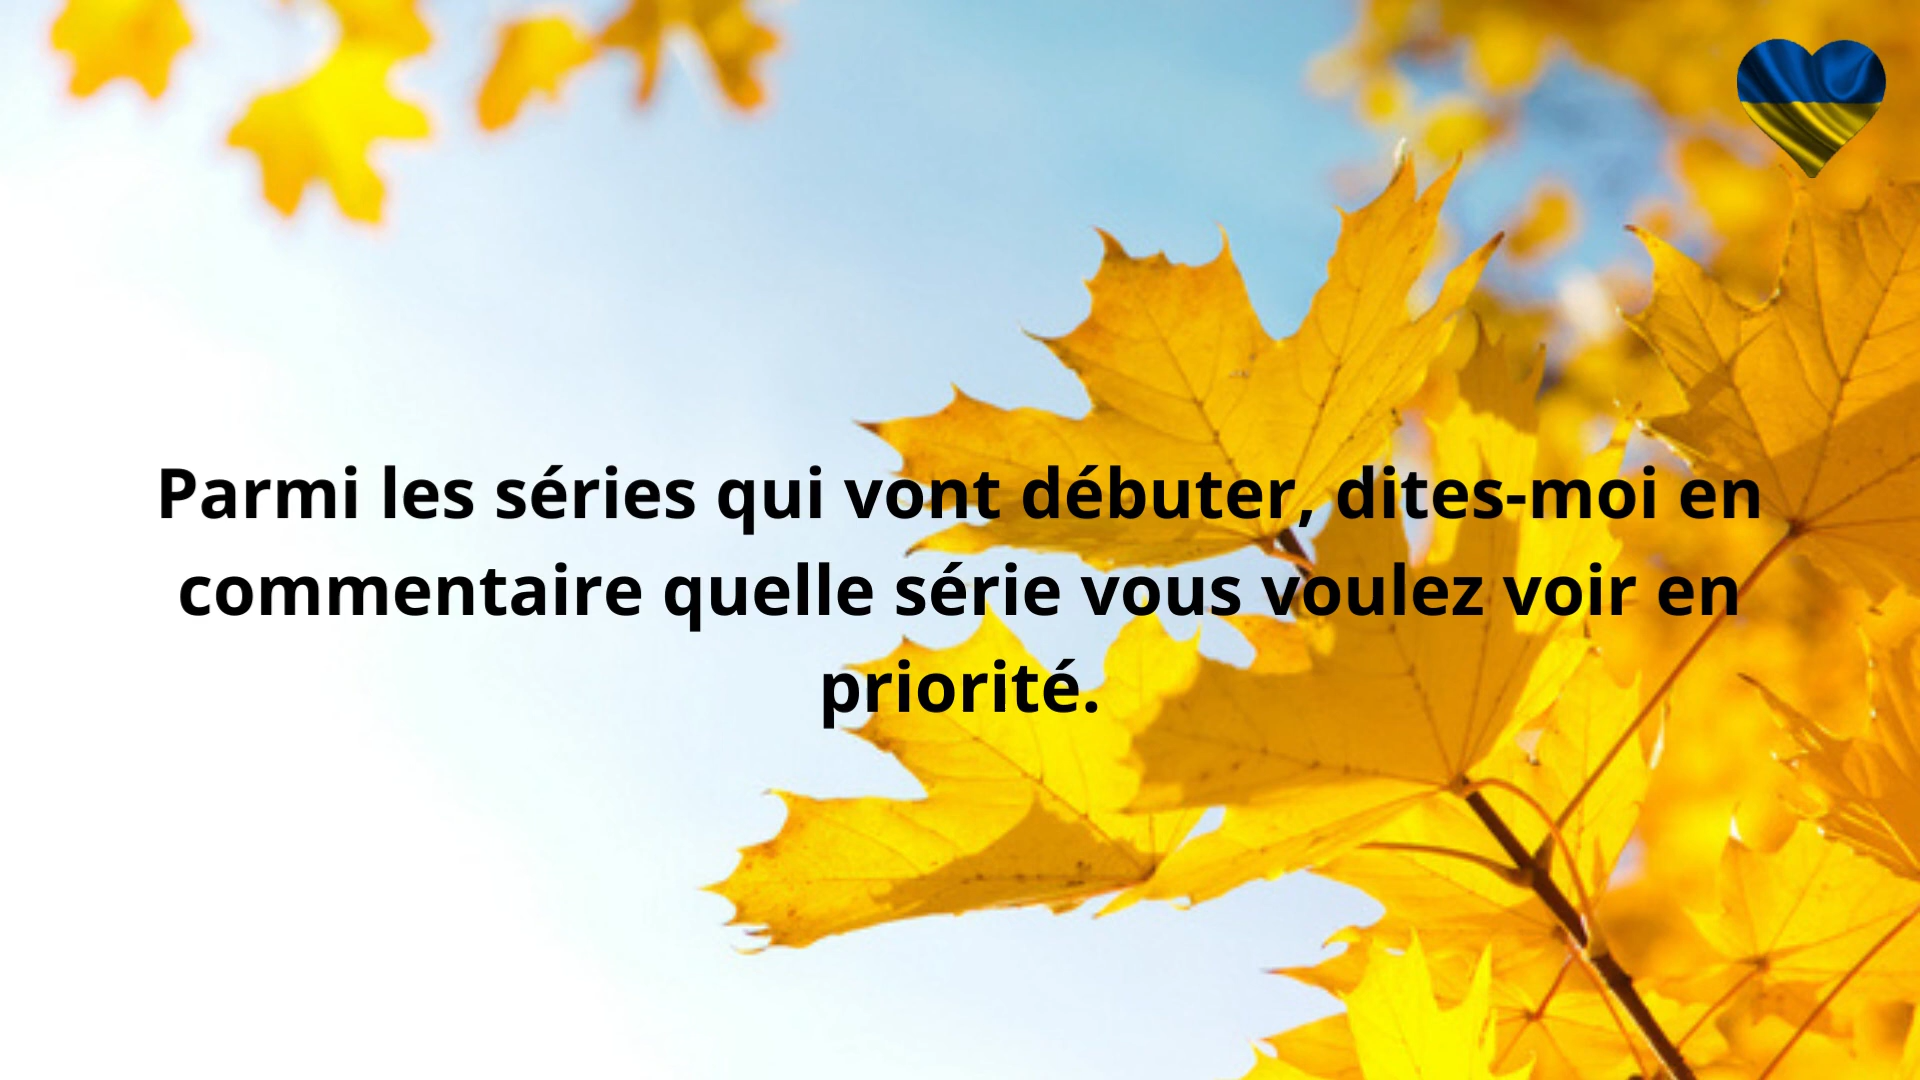 Parmi les séries qui vont débuter, dites-moi en
commentaire quelle série vous voulez voir en
priorité.